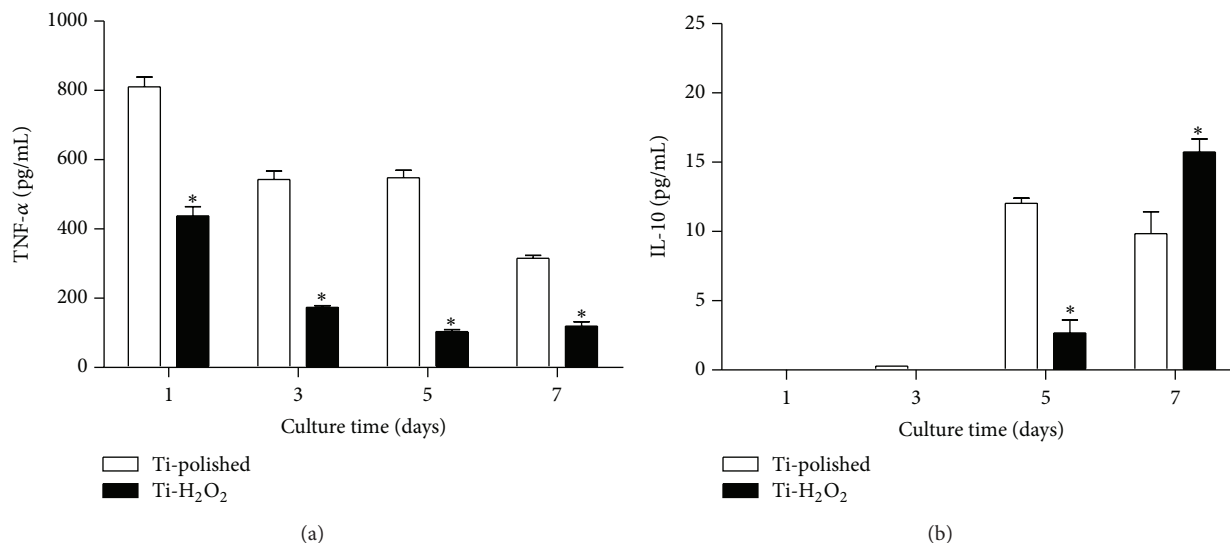 1000
800
600
400
200
0
TNF-α (pg/mL)
*
*
*
*
1 3 5 7
Culture time (days)
Ti-polished
Ti-H₂O₂
(a)
25
20
15
10
5
0
IL-10 (pg/mL)
*
*
1 3 5 7
Culture time (days)
Ti-polished
Ti-H₂O₂
(b)